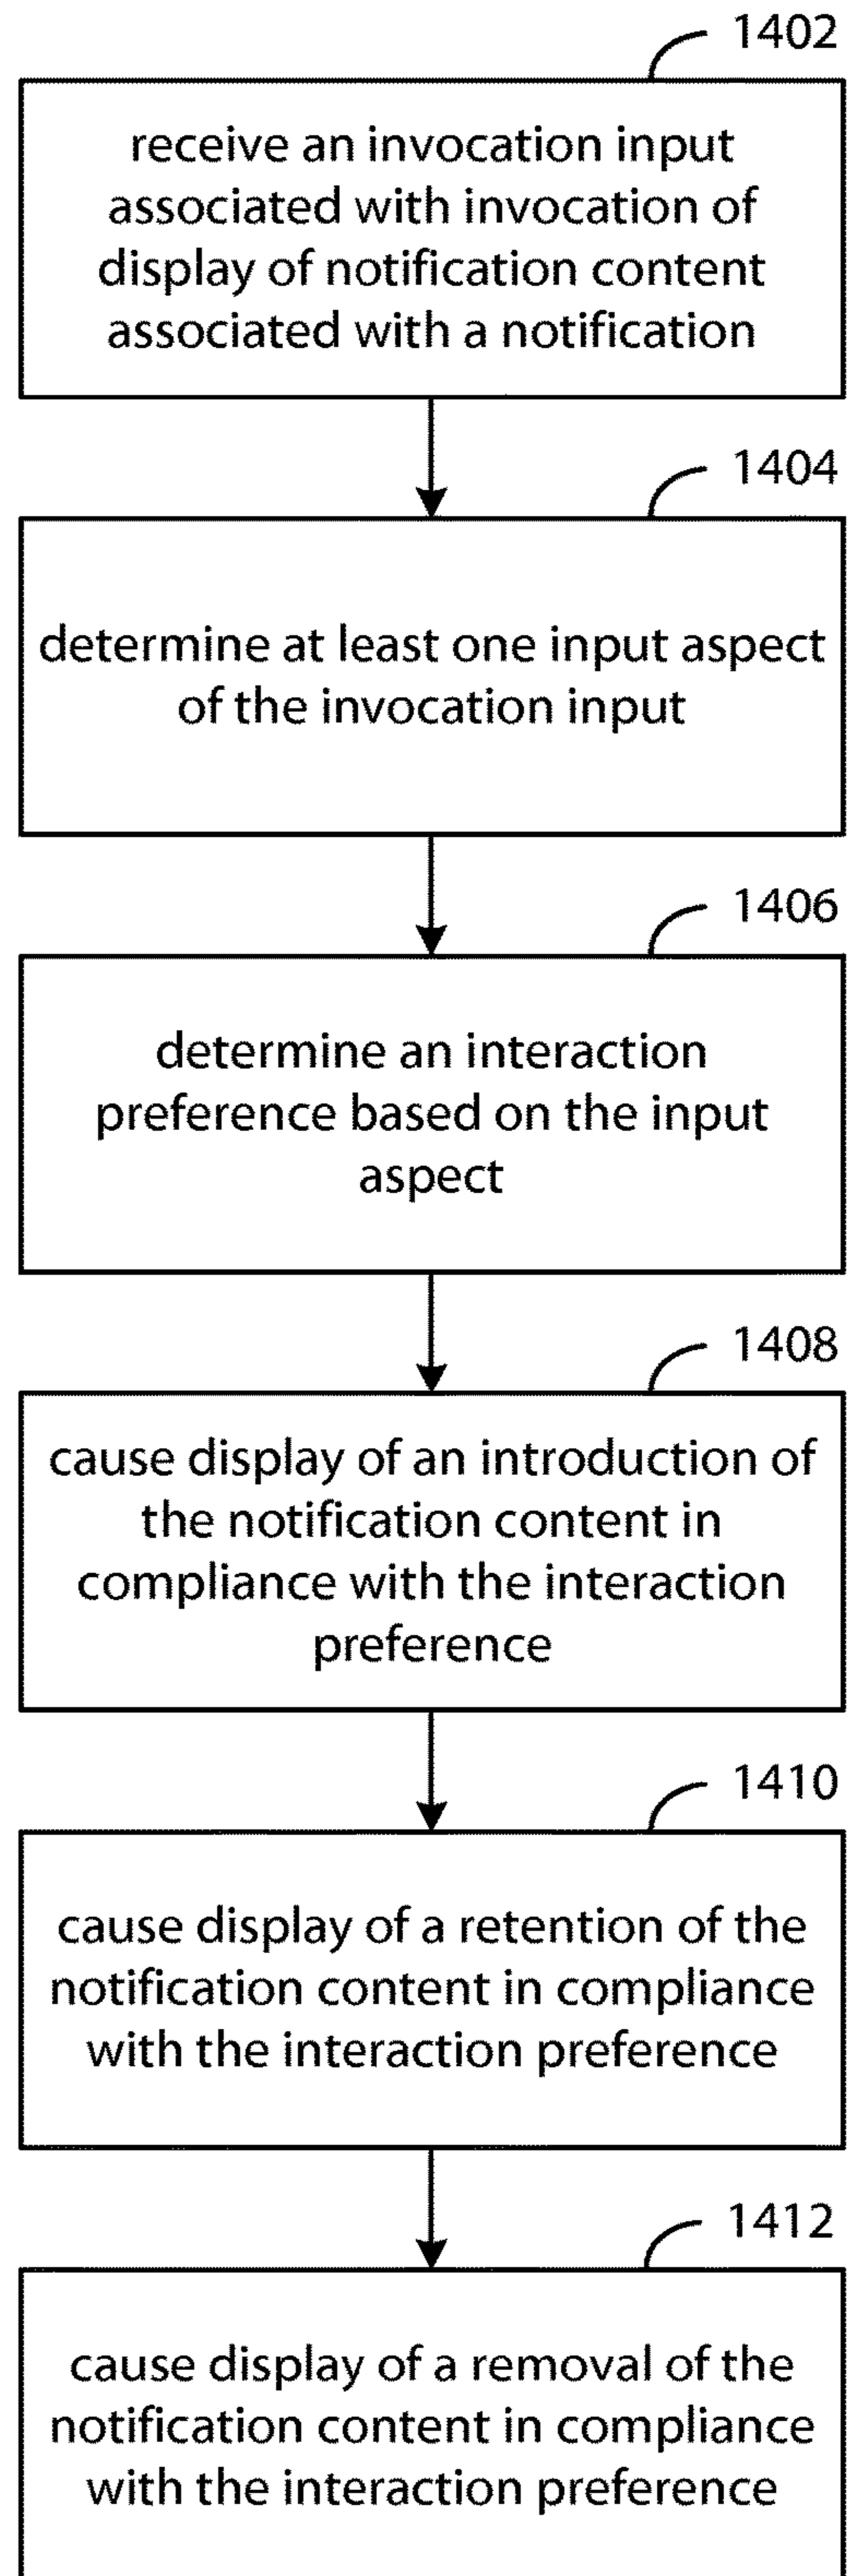 1402
receive an invocation input
associated with invocation of
display of notification content
associated with a notification
1404
determine at least one input aspect
of the invocation input
1406
determine an interaction
preference based on the input
aspect
1408
cause display of an introduction of
the notification content in
compliance with the interaction
preference
1410
cause display of a retention of the
notification content in compliance
with the interaction preference
1412
cause display of a removal of the
notification content in compliance
with the interaction preference